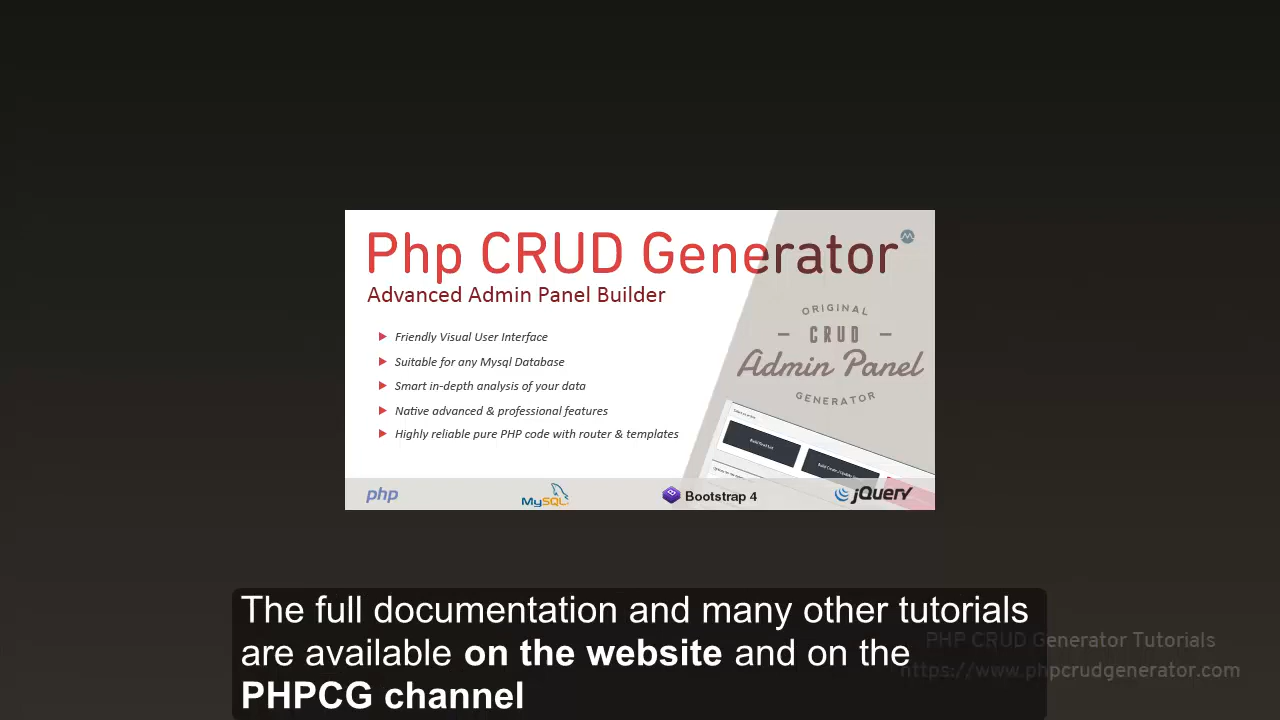 Php CRUD Generator
Advanced Admin Panel Builder
Friendly Visual User Interface
Suitable for any Mysql Database
Smart in-depth analysis of your data
Native advanced & professional features
Highly reliable pure PHP code with router & templates
ORIGINAL
CRUD
Admin Panel
GENERATOR
php
MySQL
Bootstrap 4
jQuery
The full documentation and many other tutorials
are available on the website and on the
PHPCG channel
PHP CRUD Generator Tutorials
https://www.phpcrudgenerator.com